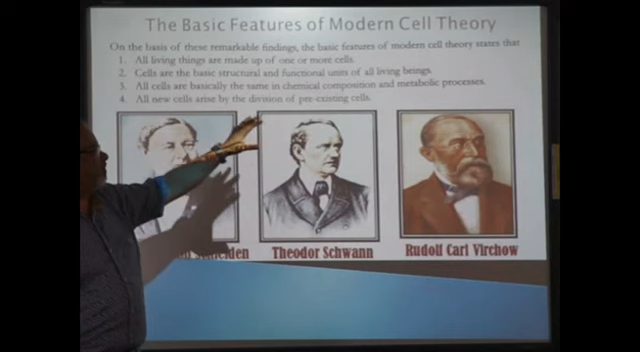 The Basic Features of Modern Cell Theory
On the basis of these remarkable findings, the basic features of modern cell theory states that
1. All living things are made up of one or more cells.
2. Cells are the basic structural and functional units of all living beings.
3. All cells are basically the same in chemical composition and metabolic processes.
4. All new cells arise by the division of pre-existing cells.
Theodor Schwann
Rudolf Carl Virchow